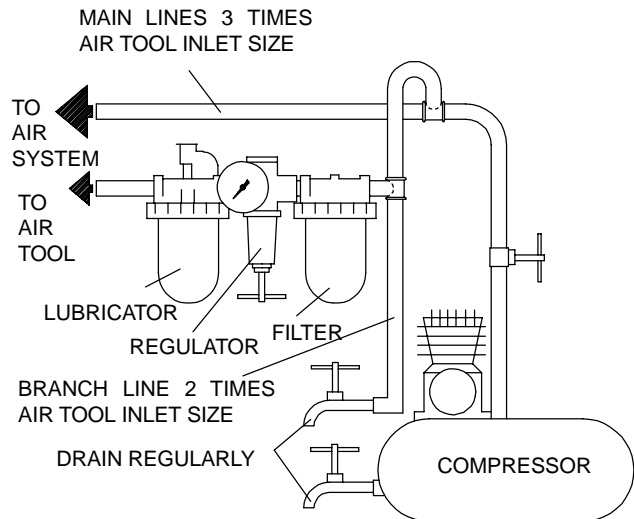 MAIN LINES 3 TIMES
AIR TOOL INLET SIZE
TO
AIR
SYSTEM
TO
AIR
TOOL
LUBRICATOR
REGULATOR
FILTER
BRANCH LINE 2 TIMES
AIR TOOL INLET SIZE
DRAIN REGULARLY
COMPRESSOR